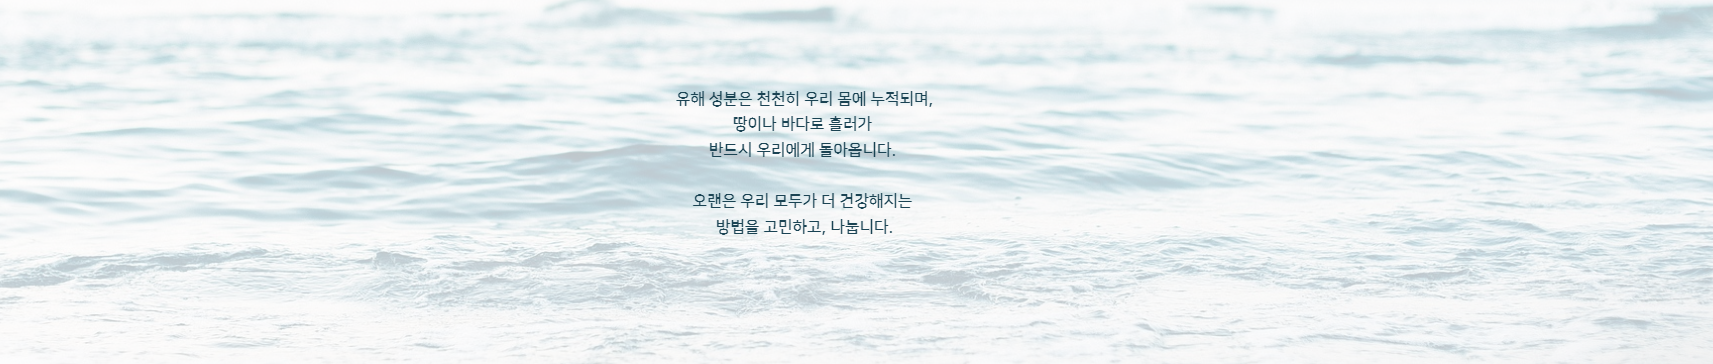 유해 성분은 천천히 우리 몸에 누적되며,
땅이나 바다로 흘러가
반드시 우리에게 돌아옵니다.
오랜은 우리 모두가 더 건강해지는
방법을 고민하고, 나눕니다.